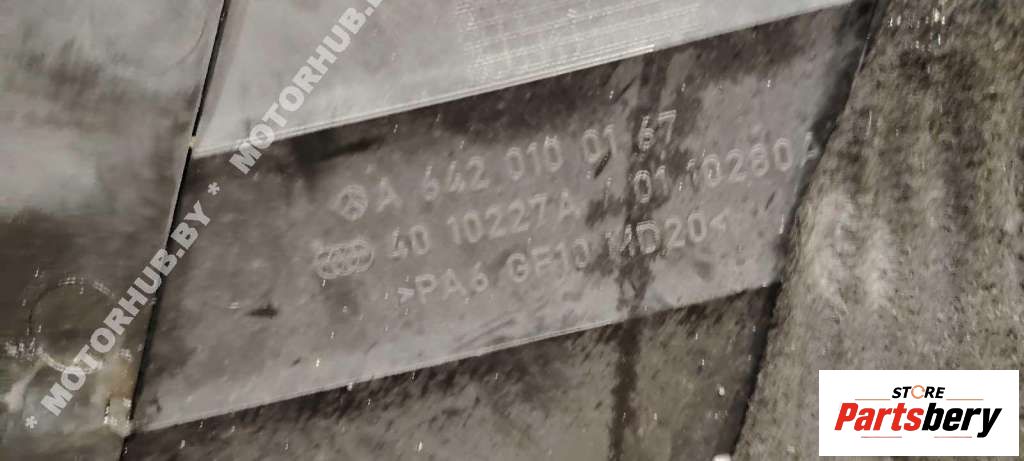 * MOTORHUB.BY * MOTORHUB.BY
A 642 010 01 67
40 10227A 01 10280A
>PA6 GF10 MD20<
STORE
Partsbery